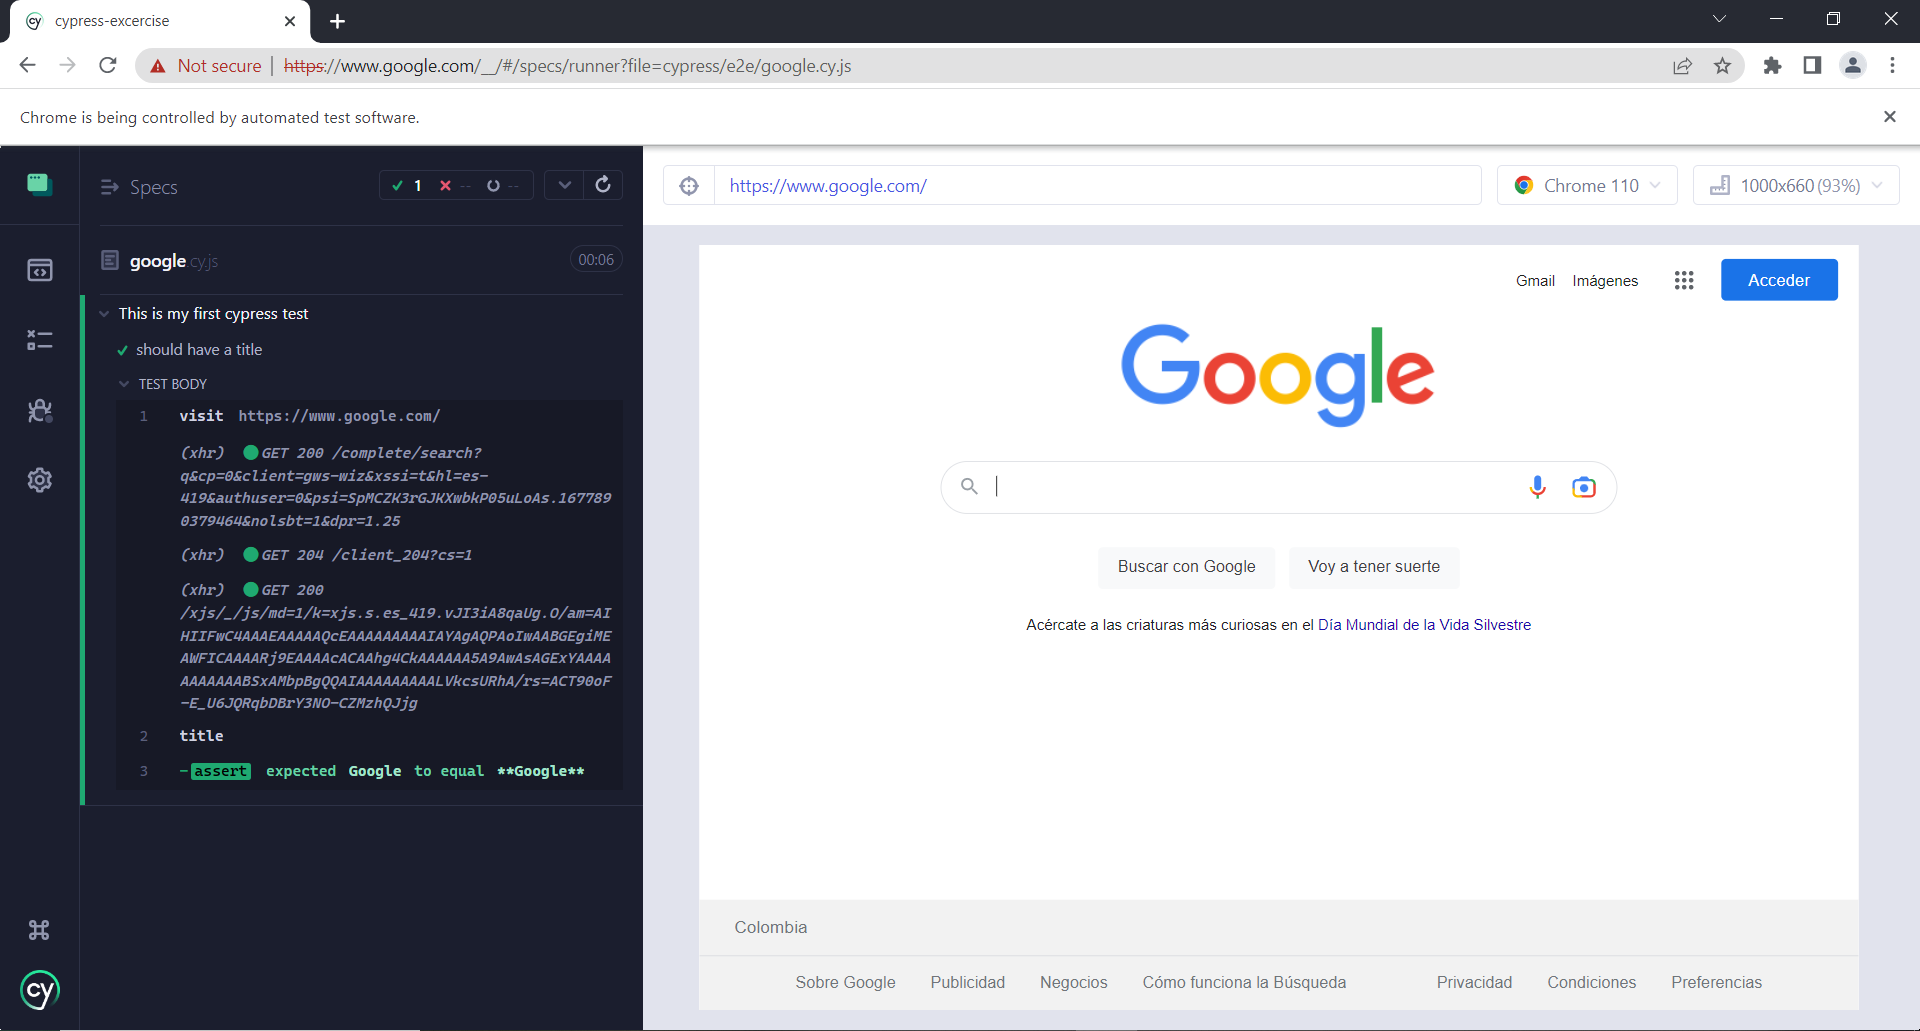 cypress-excercise
Not secure | https://www.google.com/__/#/specs/runner?file=cypress/e2e/google.cy.js
Chrome is being controlled by automated test software.
Specs
1 -- --
google.cy.js 00:06
This is my first cypress test
should have a title
TEST BODY
1 visit https://www.google.com/
(xhr) GET 200 /complete/search?
q&cp=0&client=gws-wiz&xssi=t&hl=es-
419&authuser=0&psi=SpMCZK3rGJKXwbkP05uLoAs.167789
0379464&nolsbt=1&dpr=1.25
(xhr) GET 204 /client_204?cs=1
(xhr) GET 200
/xjs/_/js/md=1/k=xjs.s.es_419.vJI3iA8qaUg.O/am=AI
HIIFwC4AAAEAAAAAQcEAAAAAAAAAIAYAgAQPAoIwAABGEgiME
AWFICAAAARj9EAAAAcACAAhg4CkAAAAAA5A9AwAsAGExYAAAA
AAAAAAABSxAMbpBgQQAIAAAAAAAAALVkcsURhA/rs=ACT90oF
-E_U6JQRqbDBrY3NO-CZMzhQJjg
2 title
3 -assert expected Google to equal **Google**
cy
https://www.google.com/
Chrome 110
1000x660 (93%)
Gmail Imágenes Acceder
Google
Buscar con Google Voy a tener suerte
Acércate a las criaturas más curiosas en el Día Mundial de la Vida Silvestre
Colombia
Sobre Google Publicidad Negocios Cómo funciona la Búsqueda Privacidad Condiciones Preferencias